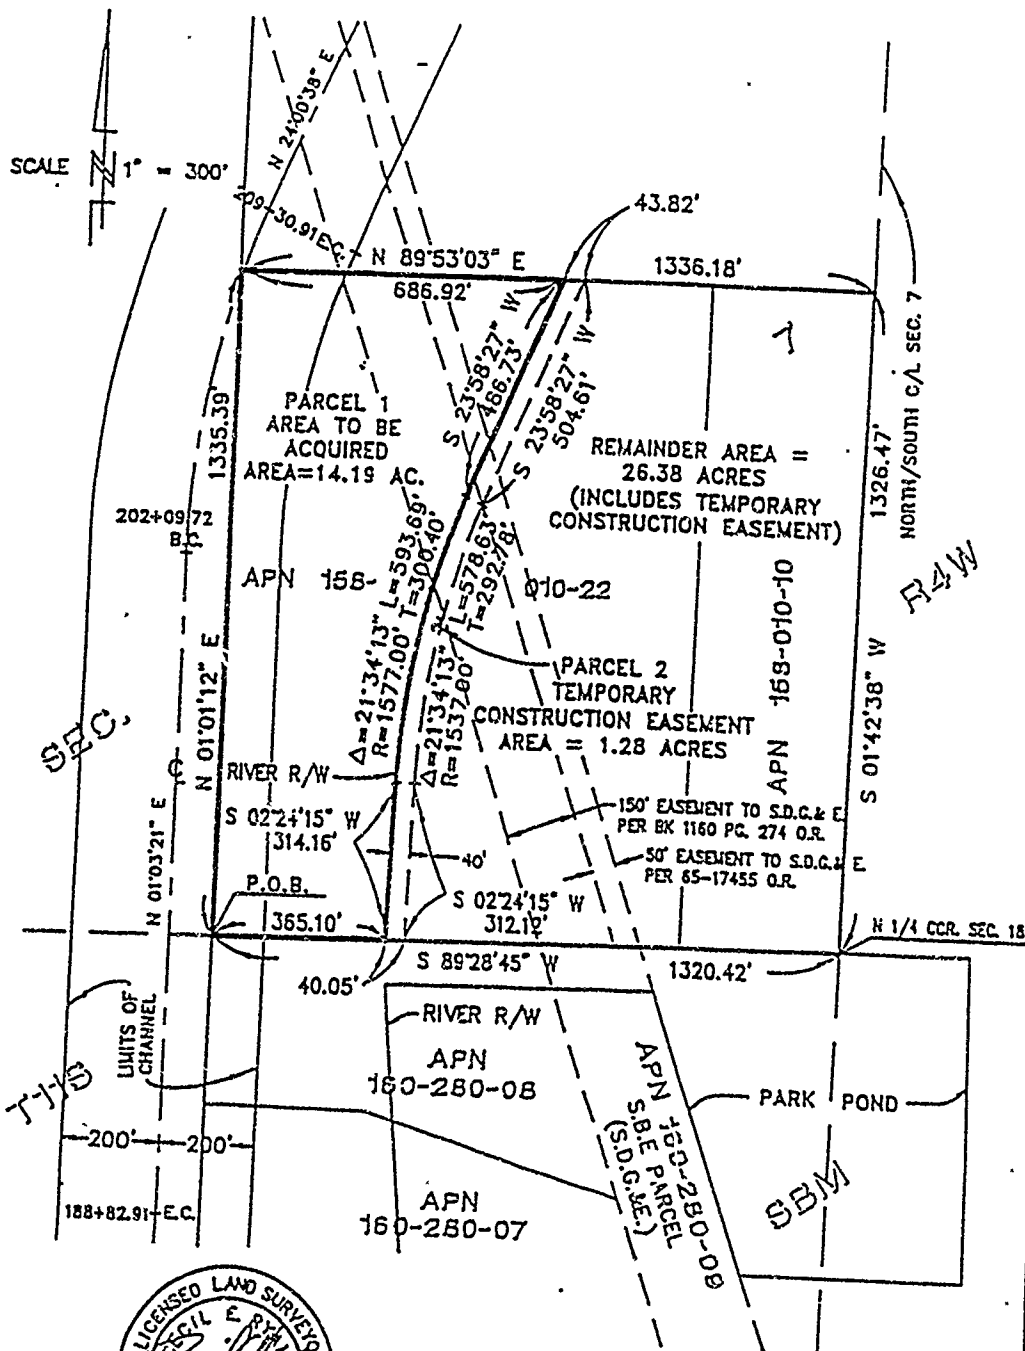 SCALE 1" = 300'
N 24°00'38" E
209+30.91 E.C.
43.82'
N 89°53'03" E
686.92'
1336.18'
7
NORTH/SOUTH C/L SEC. 7
1335.39'
N 01°01'12" E
PARCEL 1
AREA TO BE
ACQUIRED
AREA=14.19 AC.
S 23°58'27" W
486.73'
S 23°58'27" W
504.61'
REMAINDER AREA =
26.38 ACRES
(INCLUDES TEMPORARY
CONSTRUCTION EASEMENT)
1326.47'
S 01°42'38" W
202+09.72
B.C.
APN 158-
010-22
Δ=21°34'13" L=593.69'
R=1577.00' T=300.40'
Δ=21°34'13" L=578.63'
R=1537.00' T=292.78'
APN 168-010-10
R4W
PARCEL 2
TEMPORARY
CONSTRUCTION EASEMENT
AREA = 1.28 ACRES
SEC.
C
N 01°03'21" E
RIVER R/W
S 02°24'15" W
314.16'
40'
150' EASEMENT TO S.D.G.& E.
PER BK 1160 PG. 274 O.R.
50' EASEMENT TO S.D.G.& E.
PER 65-17455 O.R.
P.O.B.
365.10'
S 02°24'15" W
312.12'
N 1/4 COR. SEC. 18
40.05'
S 89°28'45" W
1320.42'
LIMITS OF
CHANNEL
RIVER R/W
APN
160-280-08
APN 160-280-09
S.B.E PARCEL
(S.D.G.&E.)
PARK POND
T11S
200'
200'
SBM
188+82.91 E.C.
APN
160-280-07
LICENSED LAND SURVEYO
CECIL E RYA